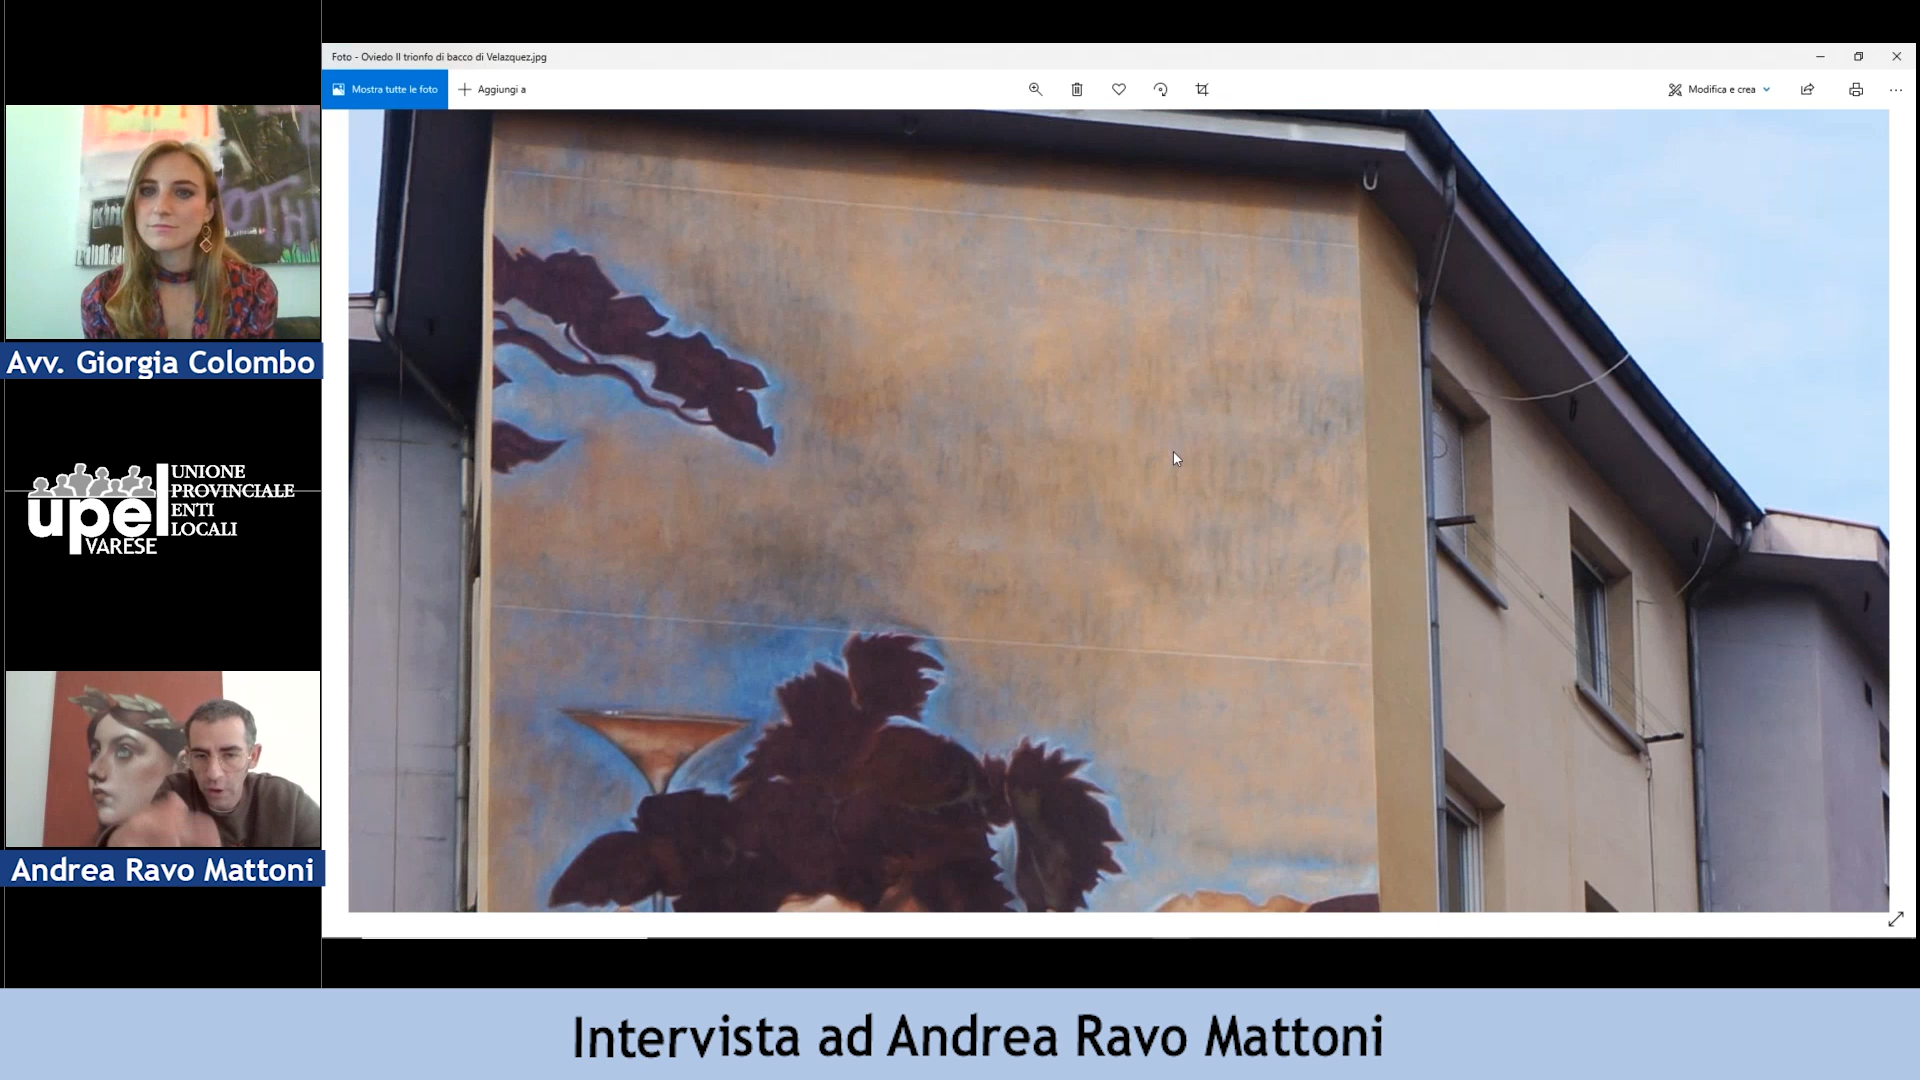 Foto - Oviedo Il trionfo di bacco di Velazquez.jpg
Mostra tutte le foto
Aggiungi a
Modifica e crea
Avv. Giorgia Colombo
upel
UNIONE
PROVINCIALE
ENTI
LOCALI
VARESE
Andrea Ravo Mattoni
Intervista ad Andrea Ravo Mattoni